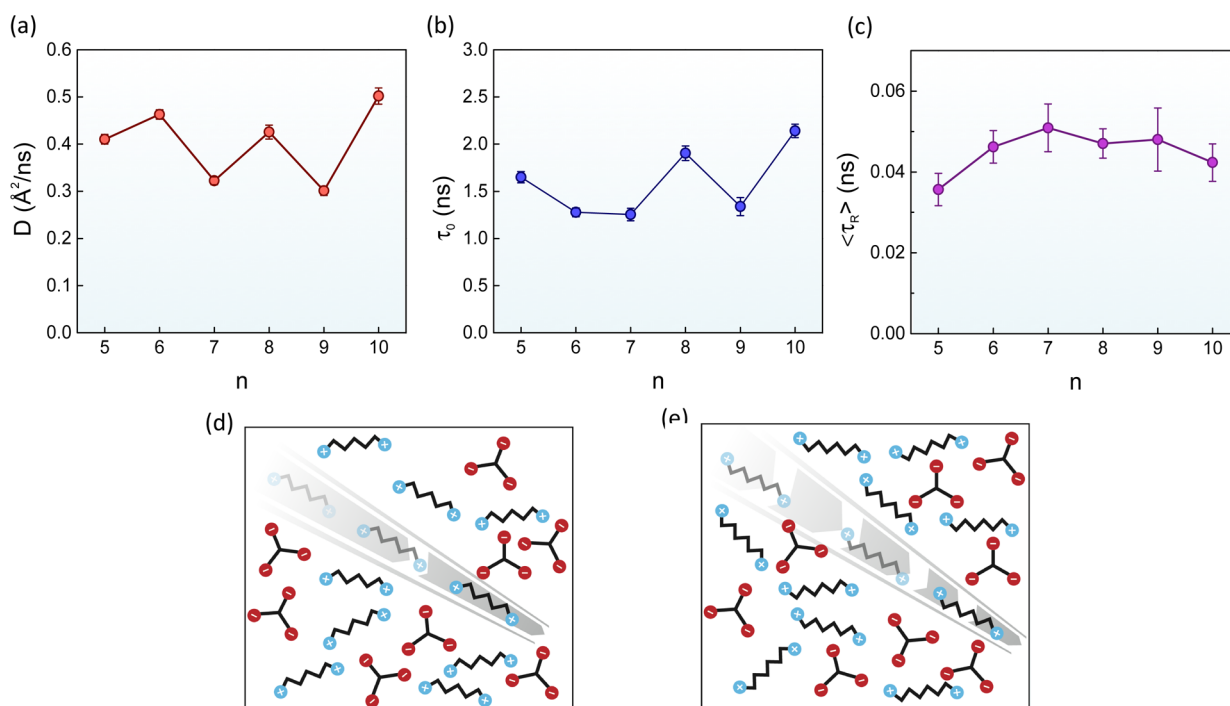 (a)
0.6
0.5
0.4
0.3
0.2
0.1
0.0
D (Å²/ns)
5 6 7 8 9 10
n
(b)
3.0
2.5
2.0
1.5
1.0
0.5
0.0
τ₀ (ns)
5 6 7 8 9 10
n
(c)
0.06
0.04
0.02
0.00
<τR> (ns)
5 6 7 8 9 10
n
(d)
(e)